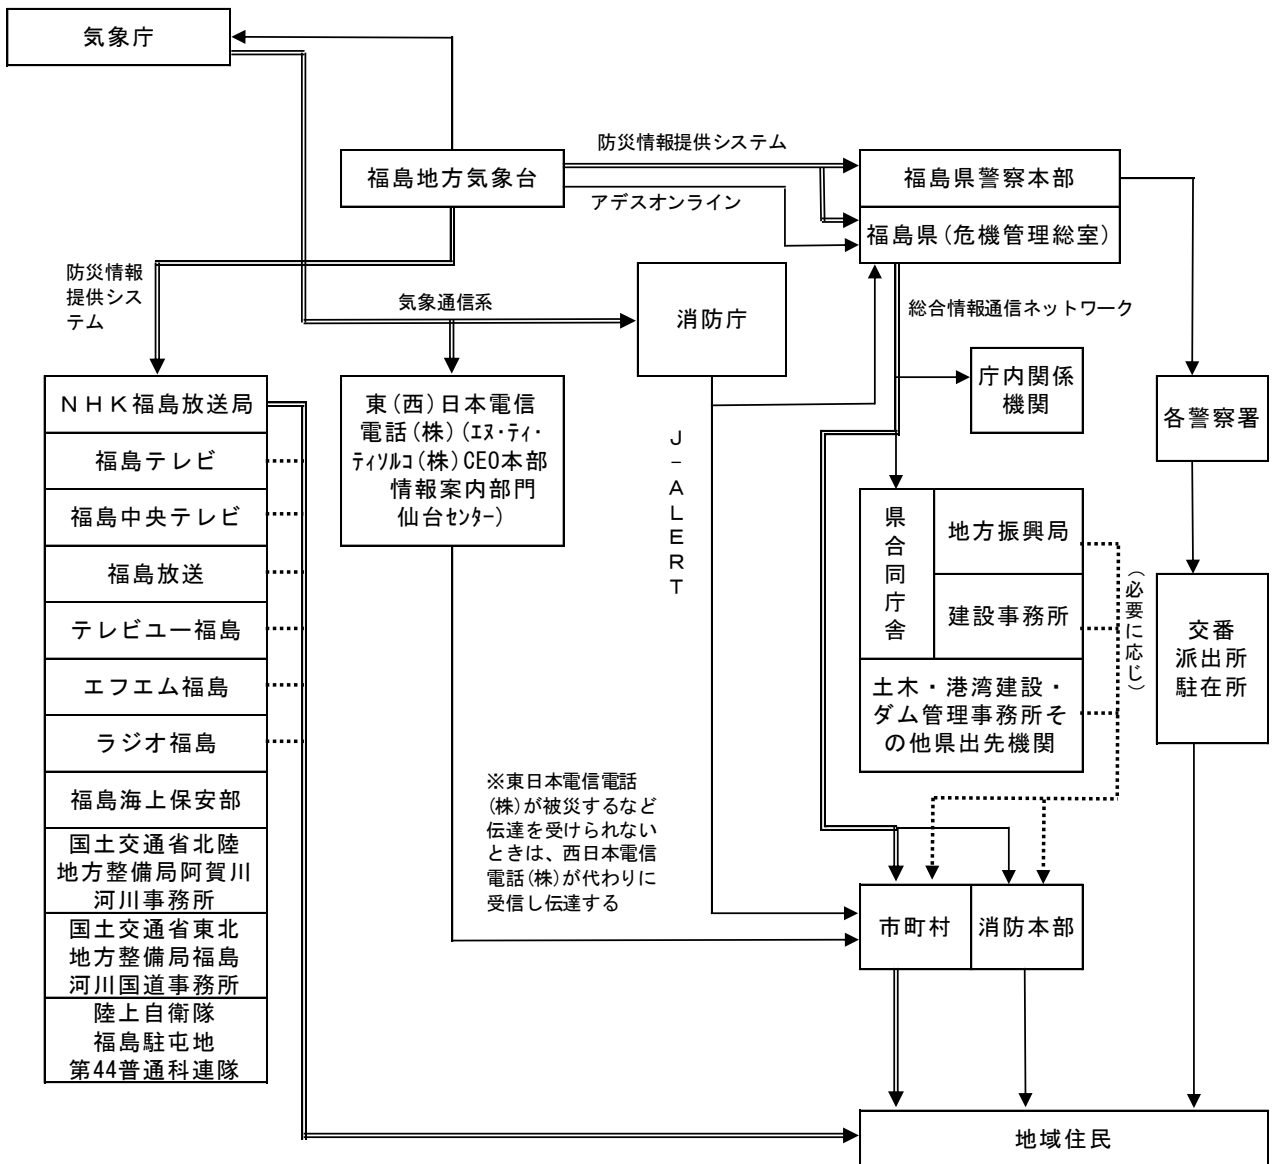 気象庁
防災情報提供システム
福島地方気象台
福島県警察本部
アデスオンライン
福島県(危機管理総室)
防災情報
提供シス
テム
気象通信系
消防庁
総合情報通信ネットワーク
庁内関係
機関
各警察署
ＮＨＫ福島放送局
福島テレビ
福島中央テレビ
福島放送
テレビユー福島
エフエム福島
ラジオ福島
福島海上保安部
国土交通省北陸
地方整備局阿賀川
河川事務所
国土交通省東北
地方整備局福島
河川国道事務所
陸上自衛隊
福島駐屯地
第44普通科連隊
東(西)日本電信
電話(株)(ｴﾇ･ﾃｨ･
ﾃｨｿﾙｺ(株)CEO本部
情報案内部門
仙台ｾﾝﾀｰ)
Ｊ－ＡＬＥＲＴ
県合同庁舎
地方振興局
建設事務所
土木・港湾建設・
ダム管理事務所そ
の他県出先機関
（必要に応じ）
交番
派出所
駐在所
※東日本電信電話
(株)が被災するなど
伝達を受けられない
ときは、西日本電信
電話(株)が代わりに
受信し伝達する
市町村
消防本部
地域住民